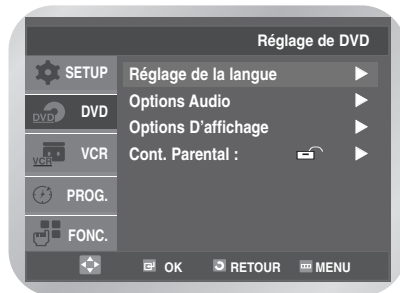 Réglage de DVD
SETUP
Réglage de la langue
DVD DVD
Options Audio
Options D'affichage
VCR VCR
Cont. Parental :
PROG.
FONC.
OK RETOUR MENU